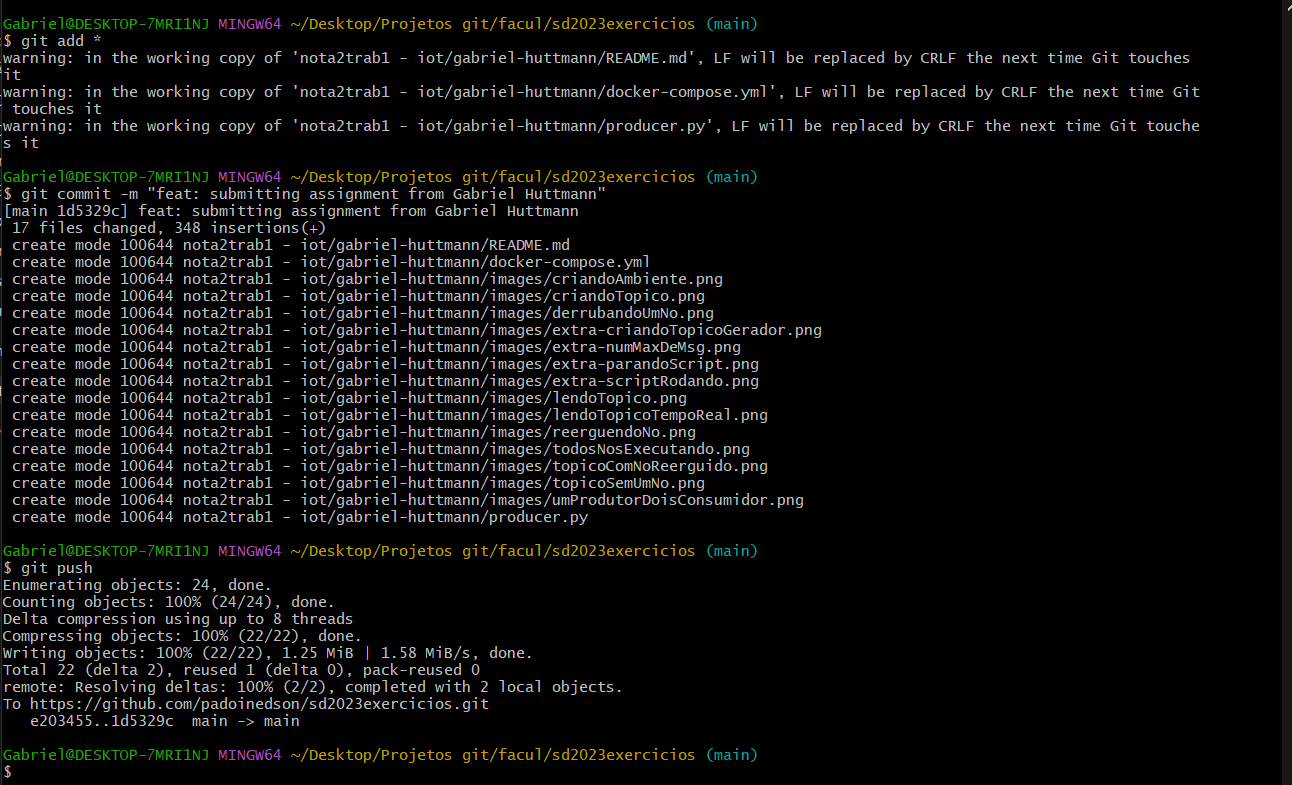 Gabriel@DESKTOP-7MRI1NJ MINGW64 ~/Desktop/Projetos git/facul/sd2023exercicios (main)
$ git add *
warning: in the working copy of 'nota2trab1 - iot/gabriel-huttmann/README.md', LF will be replaced by CRLF the next time Git touches
it
warning: in the working copy of 'nota2trab1 - iot/gabriel-huttmann/docker-compose.yml', LF will be replaced by CRLF the next time Git
 touches it
warning: in the working copy of 'nota2trab1 - iot/gabriel-huttmann/producer.py', LF will be replaced by CRLF the next time Git touche
s it
Gabriel@DESKTOP-7MRI1NJ MINGW64 ~/Desktop/Projetos git/facul/sd2023exercicios (main)
$ git commit -m "feat: submitting assignment from Gabriel Huttmann"
[main 1d5329c] feat: submitting assignment from Gabriel Huttmann
 17 files changed, 348 insertions(+)
 create mode 100644 nota2trab1 - iot/gabriel-huttmann/README.md
 create mode 100644 nota2trab1 - iot/gabriel-huttmann/docker-compose.yml
 create mode 100644 nota2trab1 - iot/gabriel-huttmann/images/criandoAmbiente.png
 create mode 100644 nota2trab1 - iot/gabriel-huttmann/images/criandoTopico.png
 create mode 100644 nota2trab1 - iot/gabriel-huttmann/images/derrubandoUmNo.png
 create mode 100644 nota2trab1 - iot/gabriel-huttmann/images/extra-criandoTopicoGerador.png
 create mode 100644 nota2trab1 - iot/gabriel-huttmann/images/extra-numMaxDeMsg.png
 create mode 100644 nota2trab1 - iot/gabriel-huttmann/images/extra-parandoScript.png
 create mode 100644 nota2trab1 - iot/gabriel-huttmann/images/extra-scriptRodando.png
 create mode 100644 nota2trab1 - iot/gabriel-huttmann/images/lendoTopico.png
 create mode 100644 nota2trab1 - iot/gabriel-huttmann/images/lendoTopicoTempoReal.png
 create mode 100644 nota2trab1 - iot/gabriel-huttmann/images/reerguendoNo.png
 create mode 100644 nota2trab1 - iot/gabriel-huttmann/images/todosNosExecutando.png
 create mode 100644 nota2trab1 - iot/gabriel-huttmann/images/topicoComNoReerguido.png
 create mode 100644 nota2trab1 - iot/gabriel-huttmann/images/topicoSemUmNo.png
 create mode 100644 nota2trab1 - iot/gabriel-huttmann/images/umProdutorDoisConsumidor.png
 create mode 100644 nota2trab1 - iot/gabriel-huttmann/producer.py
Gabriel@DESKTOP-7MRI1NJ MINGW64 ~/Desktop/Projetos git/facul/sd2023exercicios (main)
$ git push
Enumerating objects: 24, done.
Counting objects: 100% (24/24), done.
Delta compression using up to 8 threads
Compressing objects: 100% (22/22), done.
Writing objects: 100% (22/22), 1.25 MiB | 1.58 MiB/s, done.
Total 22 (delta 2), reused 1 (delta 0), pack-reused 0
remote: Resolving deltas: 100% (2/2), completed with 2 local objects.
To https://github.com/padoinedson/sd2023exercicios.git
   e203455..1d5329c  main -> main
Gabriel@DESKTOP-7MRI1NJ MINGW64 ~/Desktop/Projetos git/facul/sd2023exercicios (main)
$